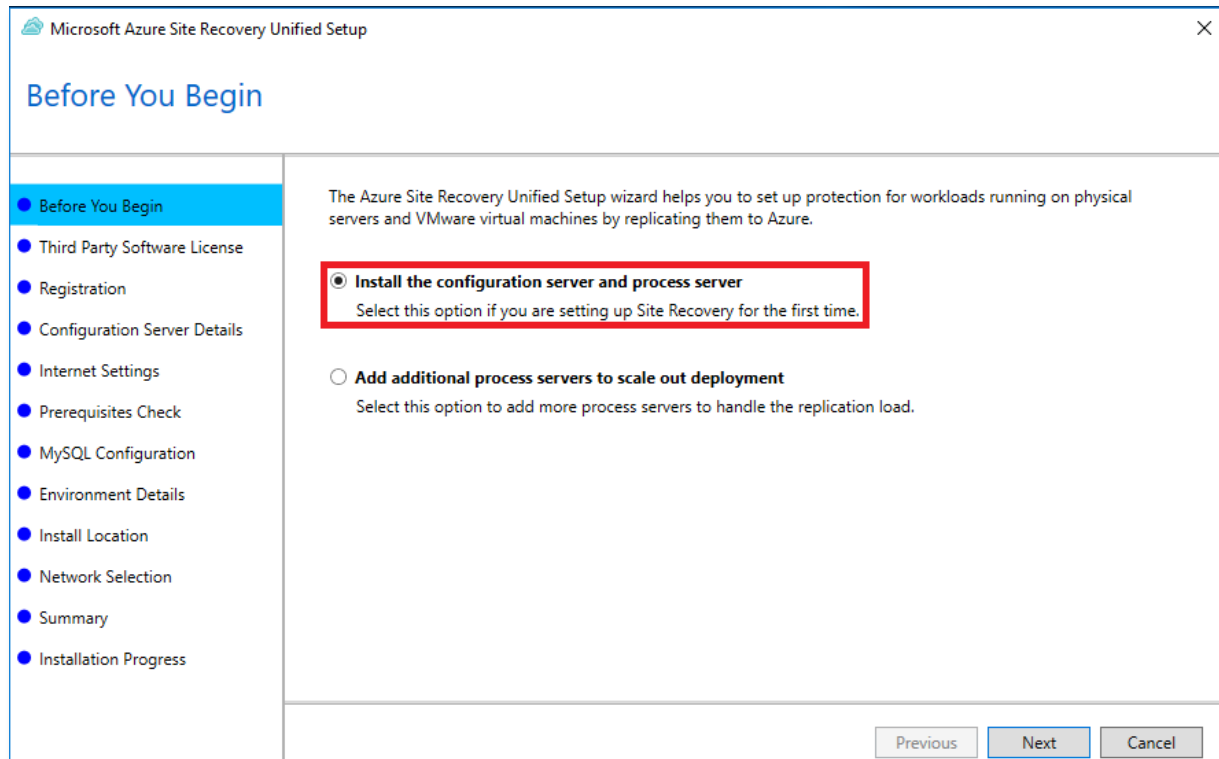 Microsoft Azure Site Recovery Unified Setup
Before You Begin
Before You Begin
Third Party Software License
Registration
Configuration Server Details
Internet Settings
Prerequisites Check
MySQL Configuration
Environment Details
Install Location
Network Selection
Summary
Installation Progress
The Azure Site Recovery Unified Setup wizard helps you to set up protection for workloads running on physical
servers and VMware virtual machines by replicating them to Azure.
Install the configuration server and process server
Select this option if you are setting up Site Recovery for the first time.
Add additional process servers to scale out deployment
Select this option to add more process servers to handle the replication load.
Previous Next Cancel